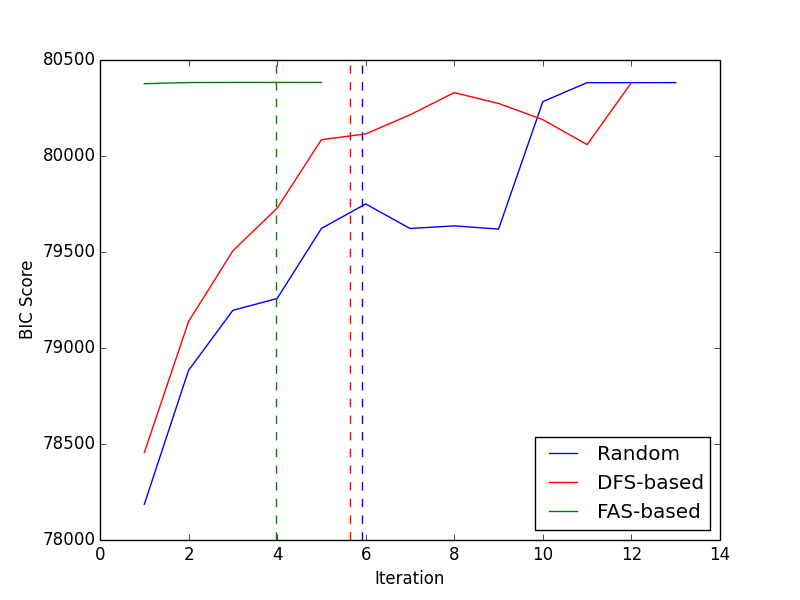 80500
80000
79500
79000
78500
78000
BIC Score
0 2 4 6 8 10 12 14
Iteration
Random
DFS-based
FAS-based